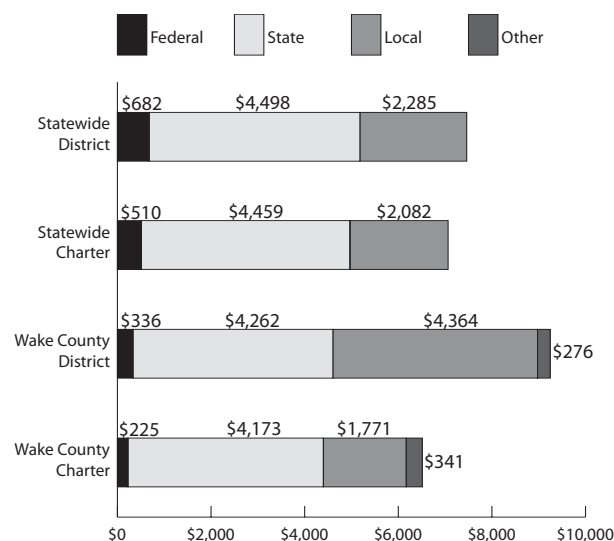 Federal State Local Other
$682 $4,498 $2,285
Statewide
District
$510 $4,459 $2,082
Statewide
Charter
$336 $4,262 $4,364
Wake County
District
$276
$225 $4,173 $1,771
Wake County
Charter
$341
$0 $2,000 $4,000 $6,000 $8,000 $10,000